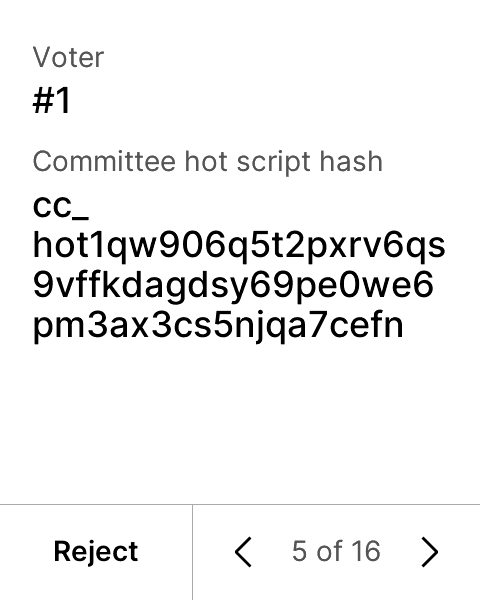 Voter
#1
Committee hot script hash
cc_
hot1qw906q5t2pxrv6qs
9vffkdagdsy69pe0we6
pm3ax3cs5njqa7cefn
Reject
5 of 16